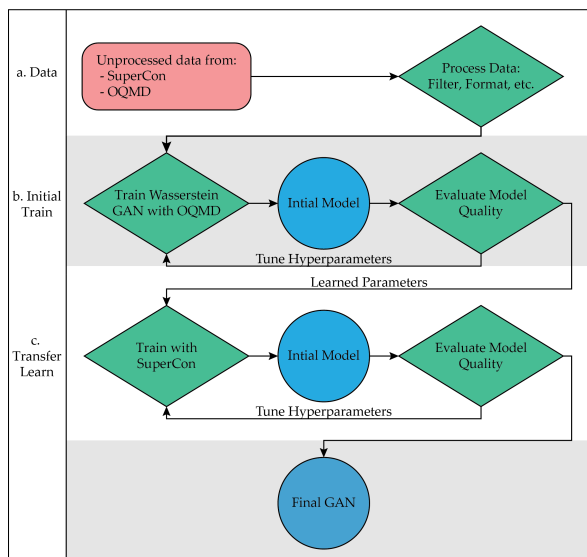 a. Data
Unprocessed data from:
- SuperCon
- OQMD
Process Data:
Filter, Format, etc.
b. Initial
Train
Train Wasserstein
GAN with OQMD
Intial Model
Evaluate Model
Quality
Tune Hyperparameters
Learned Parameters
c.
Transfer
Learn
Train with
SuperCon
Intial Model
Evaluate Model
Quality
Tune Hyperparameters
Final GAN